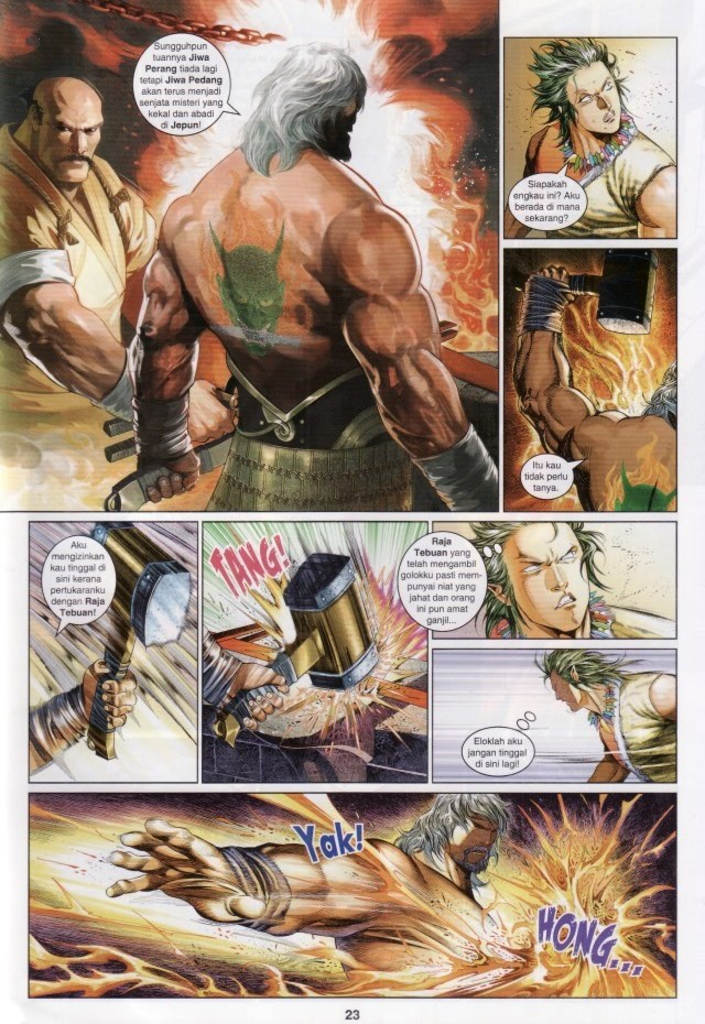 Sungguhpun
tuannya Jiwa
Perang tiada lagi
tetapi Jiwa Pedang
akan terus menjadi
senjata misteri yang
kekal dan abadi
di Jepun!
Siapakah
engkau ini? Aku
berada di mana
sekarang?
Itu kau
tidak perlu
tanya.
Aku
mengizinkan
kau tinggal di
sini kerana
pertukaranku
dengan Raja
Tebuan!
TANG!
Raja
Tebuan yang
telah mengambil
golokku pasti mem-
punyai niat yang
jahat dan orang
ini pun amat
ganjil...
Eloklah aku
jangan tinggal
di sini lagi!
Yak!
HONG...
23